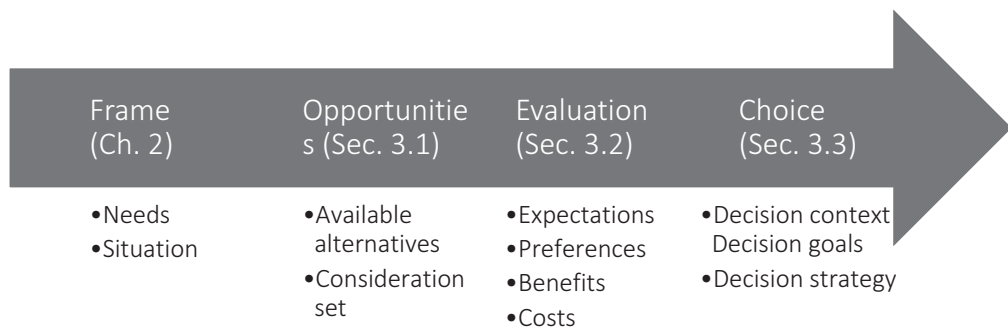 Frame
(Ch. 2)
Opportunitie
s (Sec. 3.1)
Evaluation
(Sec. 3.2)
Choice
(Sec. 3.3)
•Needs
•Situation
•Available
alternatives
•Consideration
set
•Expectations
•Preferences
•Benefits
•Costs
•Decision context
Decision goals
•Decision strategy